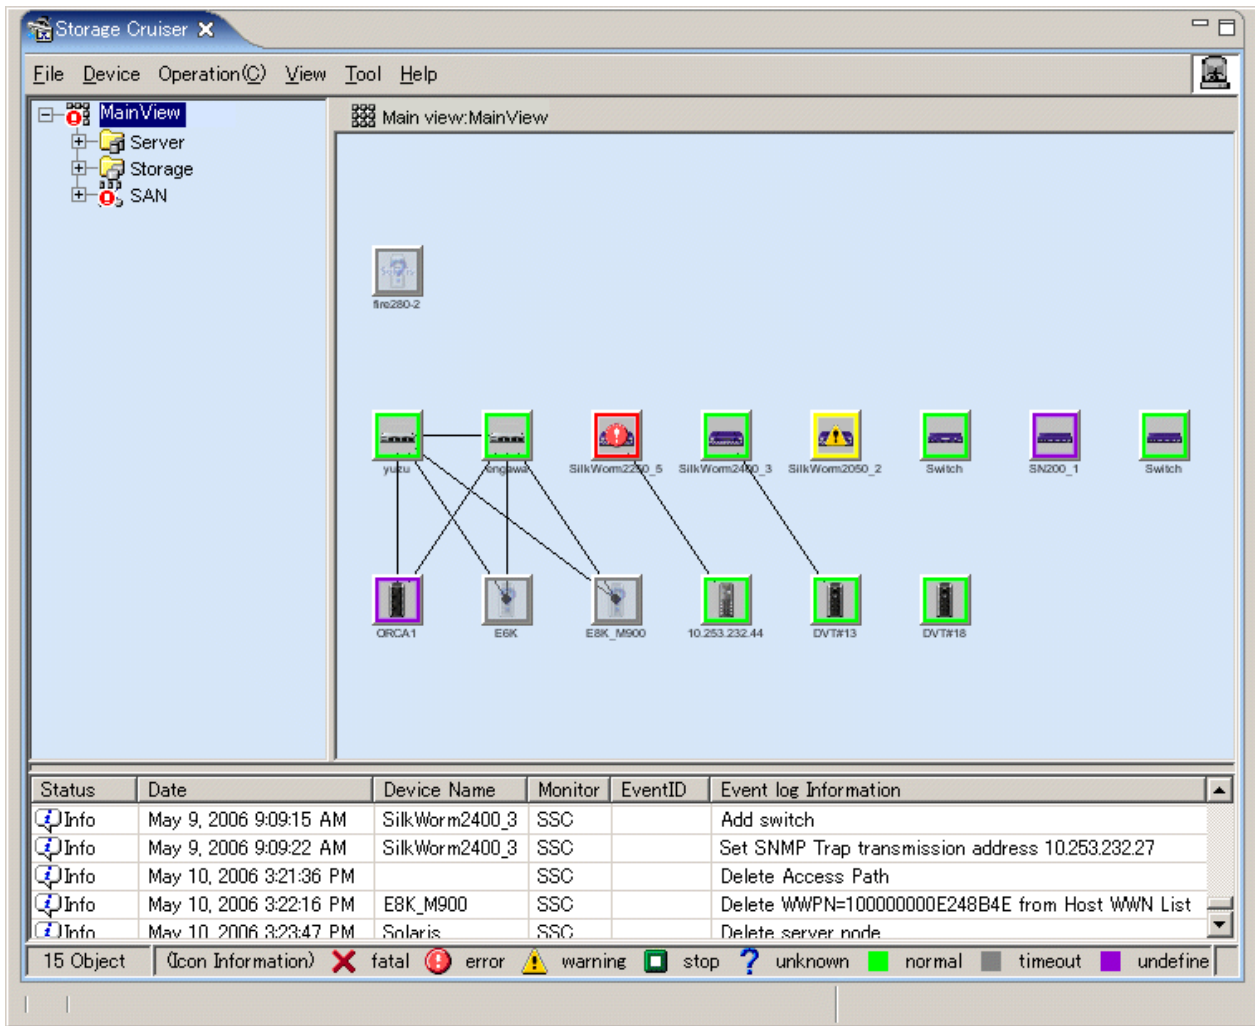 Storage Cruiser
File Device Operation(C) View Tool Help
MainView
Server
Storage
SAN
Main view:MainView
fire280-2
yuzu engawa SilkWorm2250_5 SilkWorm2400_3 SilkWorm2050_2 Switch SN200_1 Switch
ORCA1 E6K E8K_M900 10.253.232.44 DVT#13 DVT#18
Status Date Device Name Monitor EventID Event log Information
Info May 9, 2006 9:09:15 AM SilkWorm2400_3 SSC Add switch
Info May 9, 2006 9:09:22 AM SilkWorm2400_3 SSC Set SNMP Trap transmission address 10.253.232.27
Info May 10, 2006 3:21:36 PM SSC Delete Access Path
Info May 10, 2006 3:22:16 PM E8K_M900 SSC Delete WWPN=100000000E248B4E from Host WWN List
Info May 10, 2006 3:23:47 PM Solaris SSC Delete server node
15 Object (Icon Information) fatal error warning stop unknown normal timeout undefine